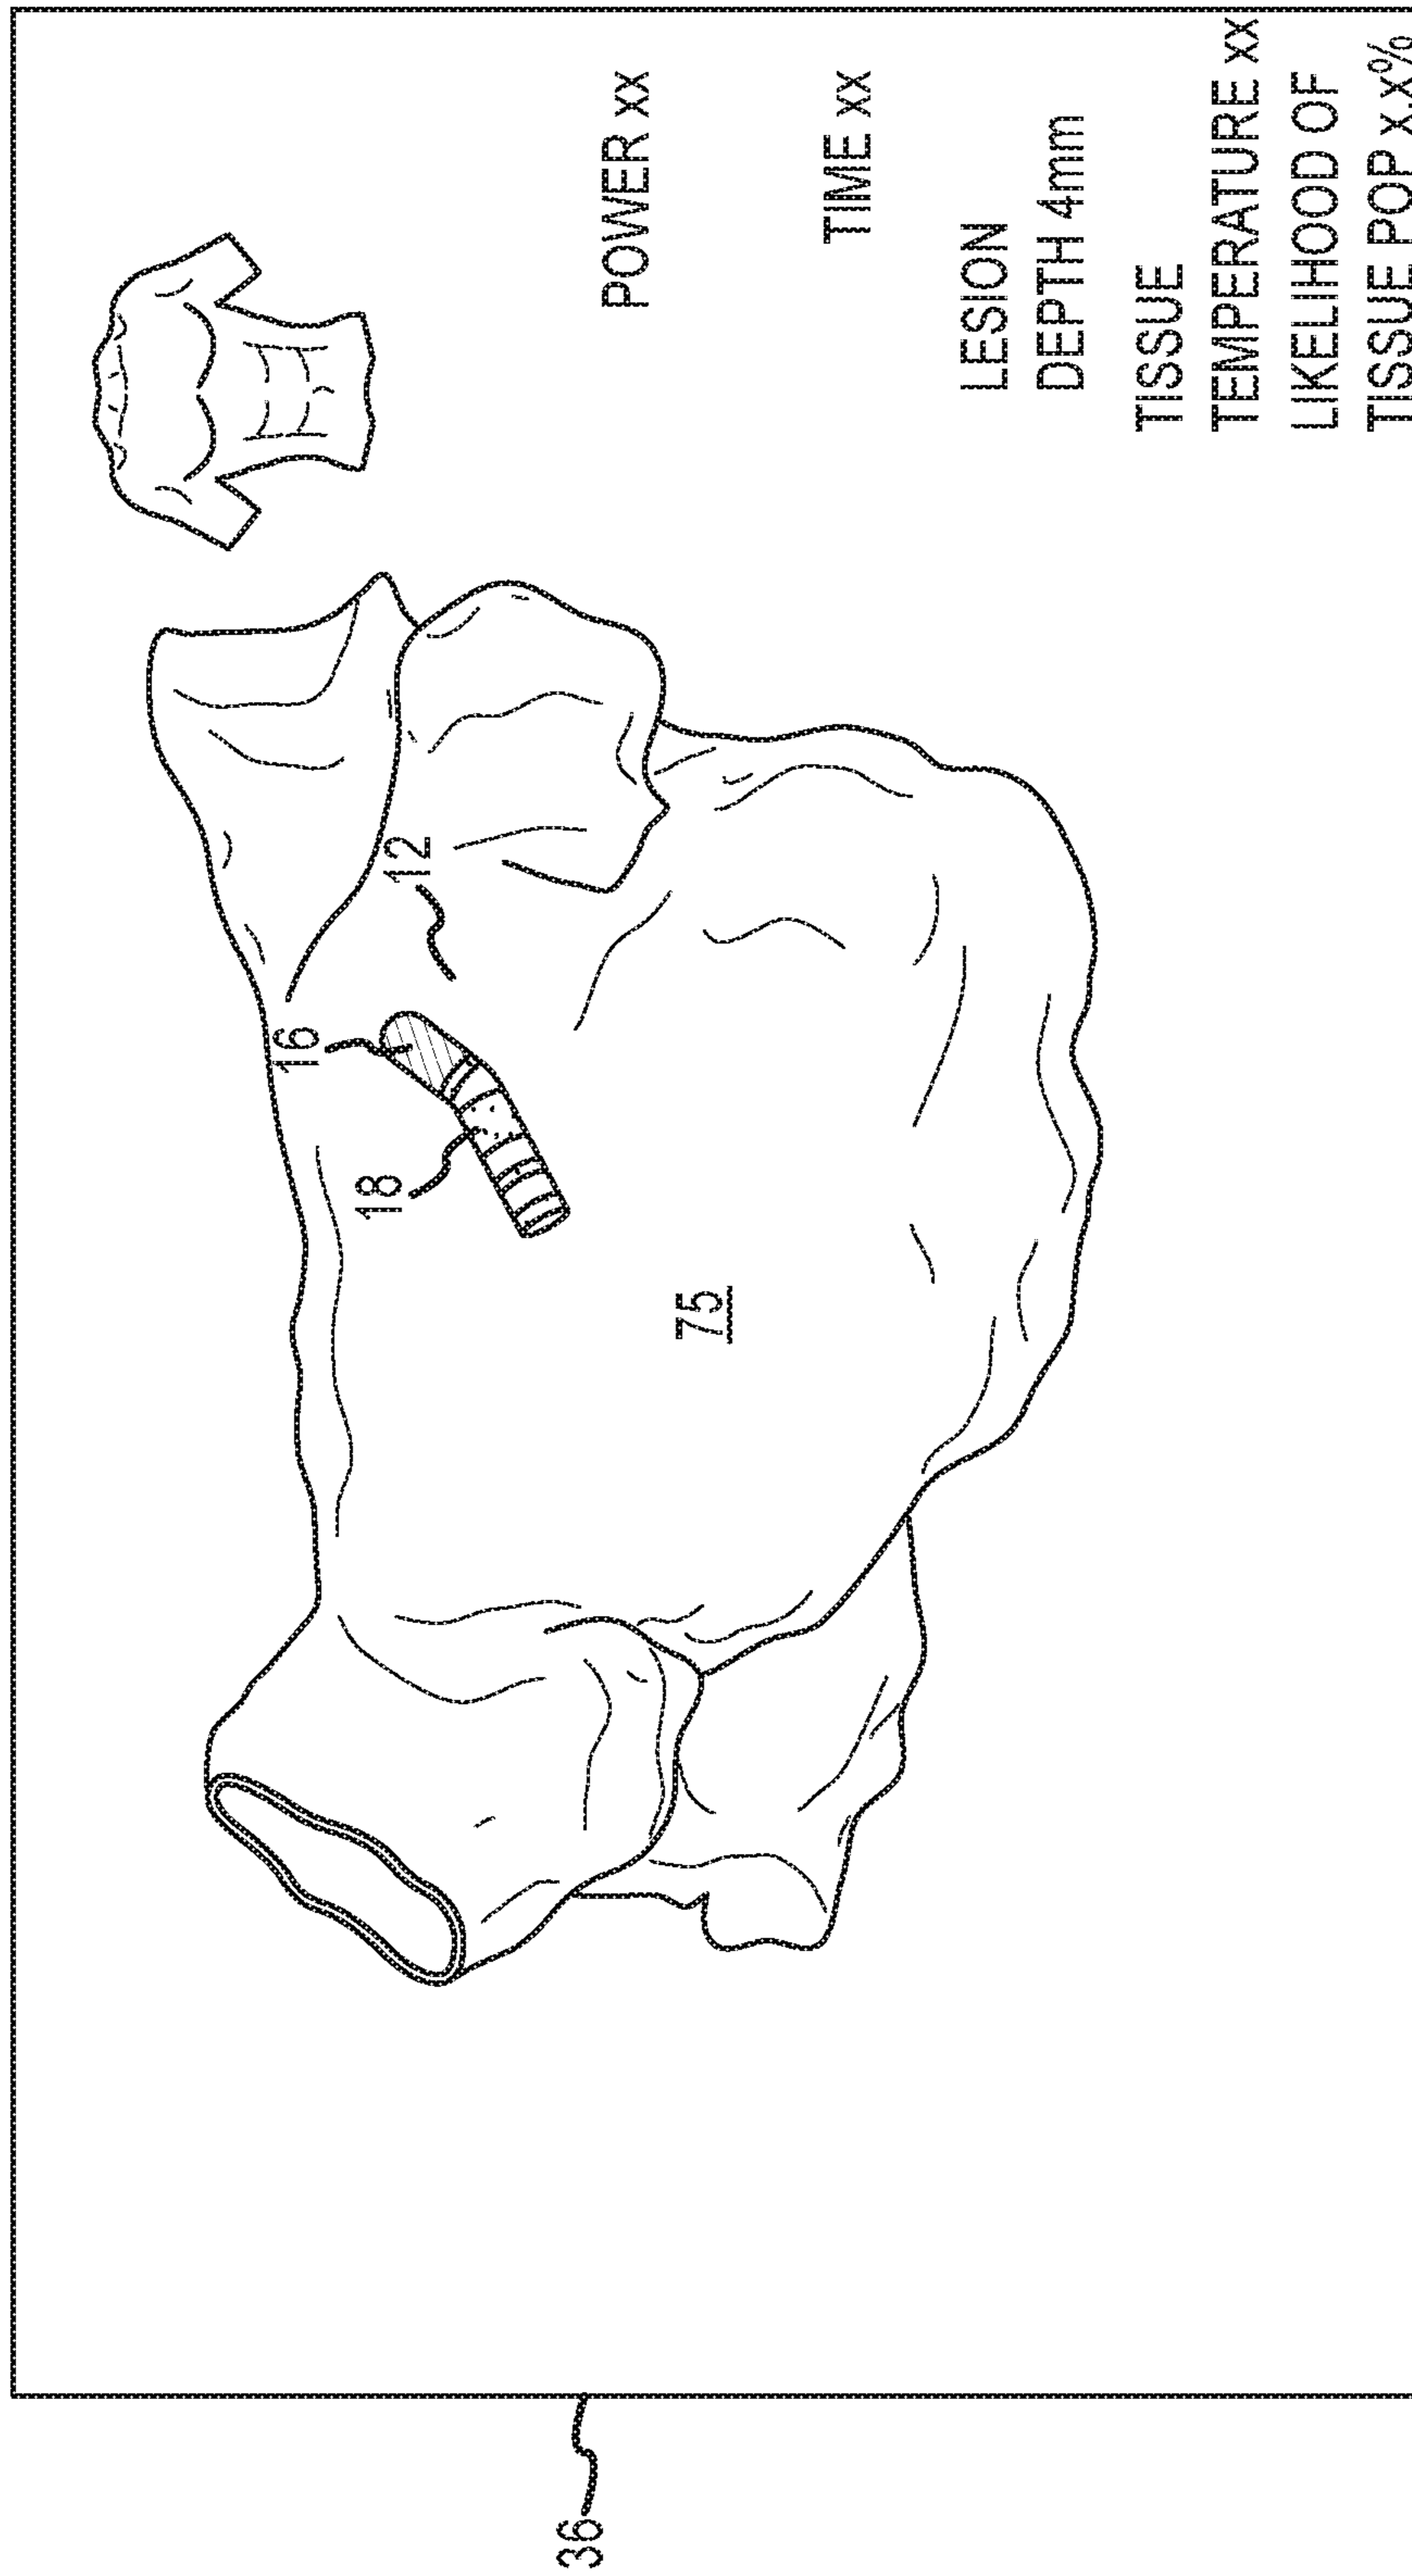 POWER xx
TIME xx
LESION
DEPTH 4mm
TISSUE
TEMPERATURE xx
LIKELIHOOD OF
TISSUE POP x.x%
16
12
18
75
36